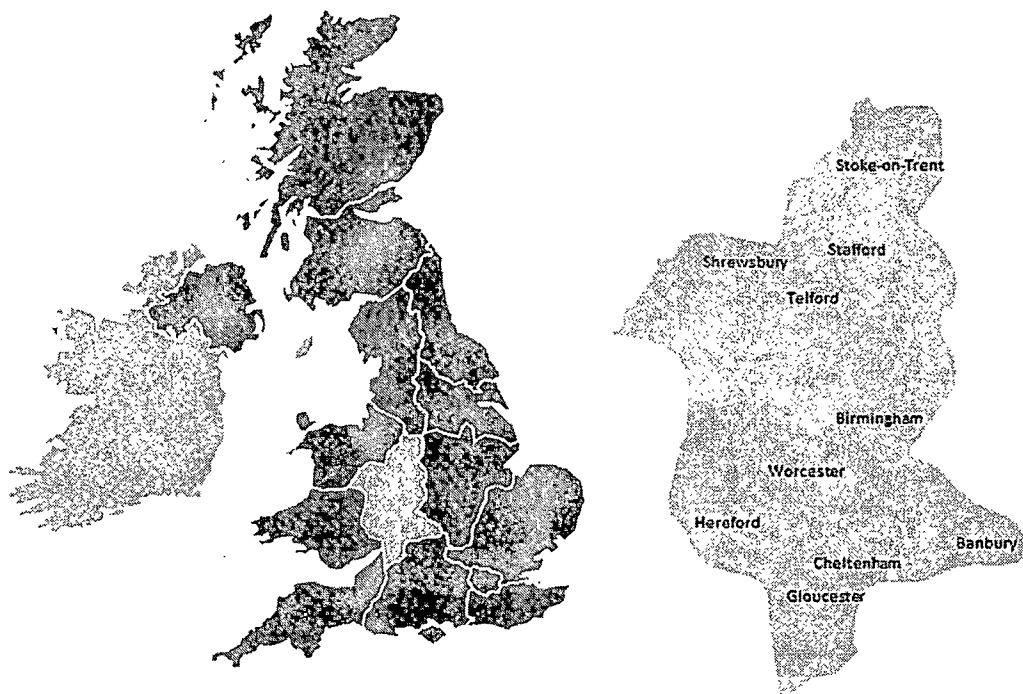 Stoke-on-Trent
Stafford
Shrewsbury
Telford
Birmingham
Worcester
Hereford
Banbury
Cheltenham
Gloucester